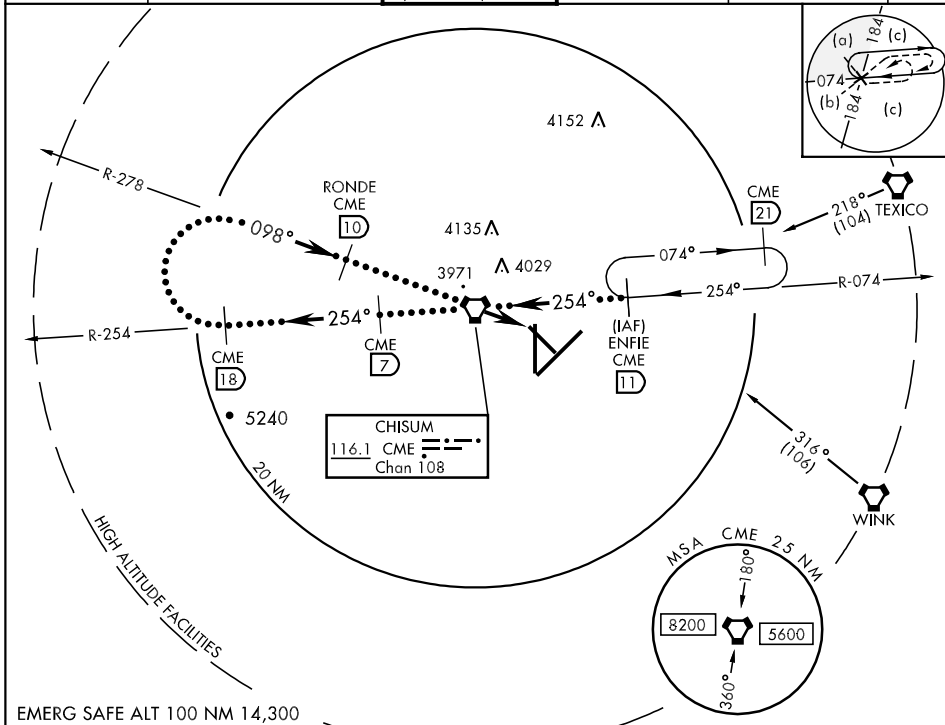 (a)
184
(c)
074
(b)
184
(c)
4152
R-278
RONDE
CME
10
098°
4135
CME
21
218°
(104)
TEXICO
3971
4029
074°
254°
254°
254°
R-074
R-254
CME
18
CME
7
(IAF)
ENFIE
CME
11
5240
CHISUM
116.1 CME
Chan 108
20 NM
316°
(106)
WINK
HIGH ALTITUDE FACILITIES
MSA CME 25 NM
180°
8200
5600
360°
EMERG SAFE ALT 100 NM 14,300